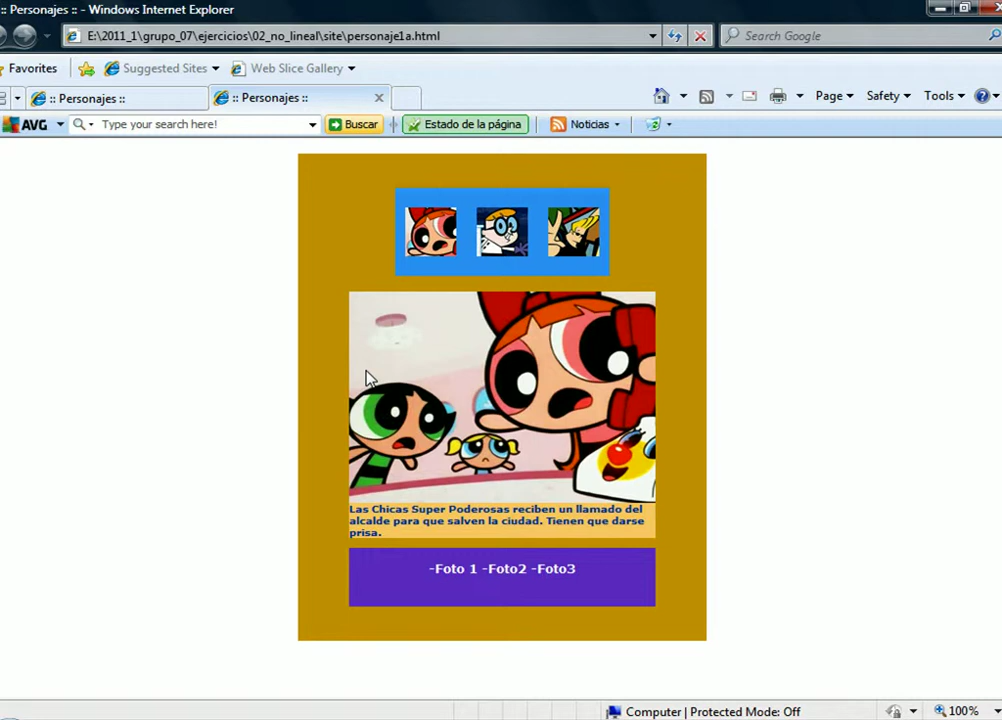 :: Personajes :: - Windows Internet Explorer
E:\2011_1\grupo_07\ejercicios\02_no_lineal\site\personaje1a.html
Search Google
Favorites
Suggested Sites
Web Slice Gallery
:: Personajes ::
:: Personajes ::
Page
Safety
Tools
AVG
Type your search here!
Buscar
Estado de la página
Noticias
Las Chicas Super Poderosas reciben un llamado del
alcalde para que salven la ciudad. Tienen que darse
prisa.
-Foto 1 -Foto2 -Foto3
Computer | Protected Mode: Off
100%